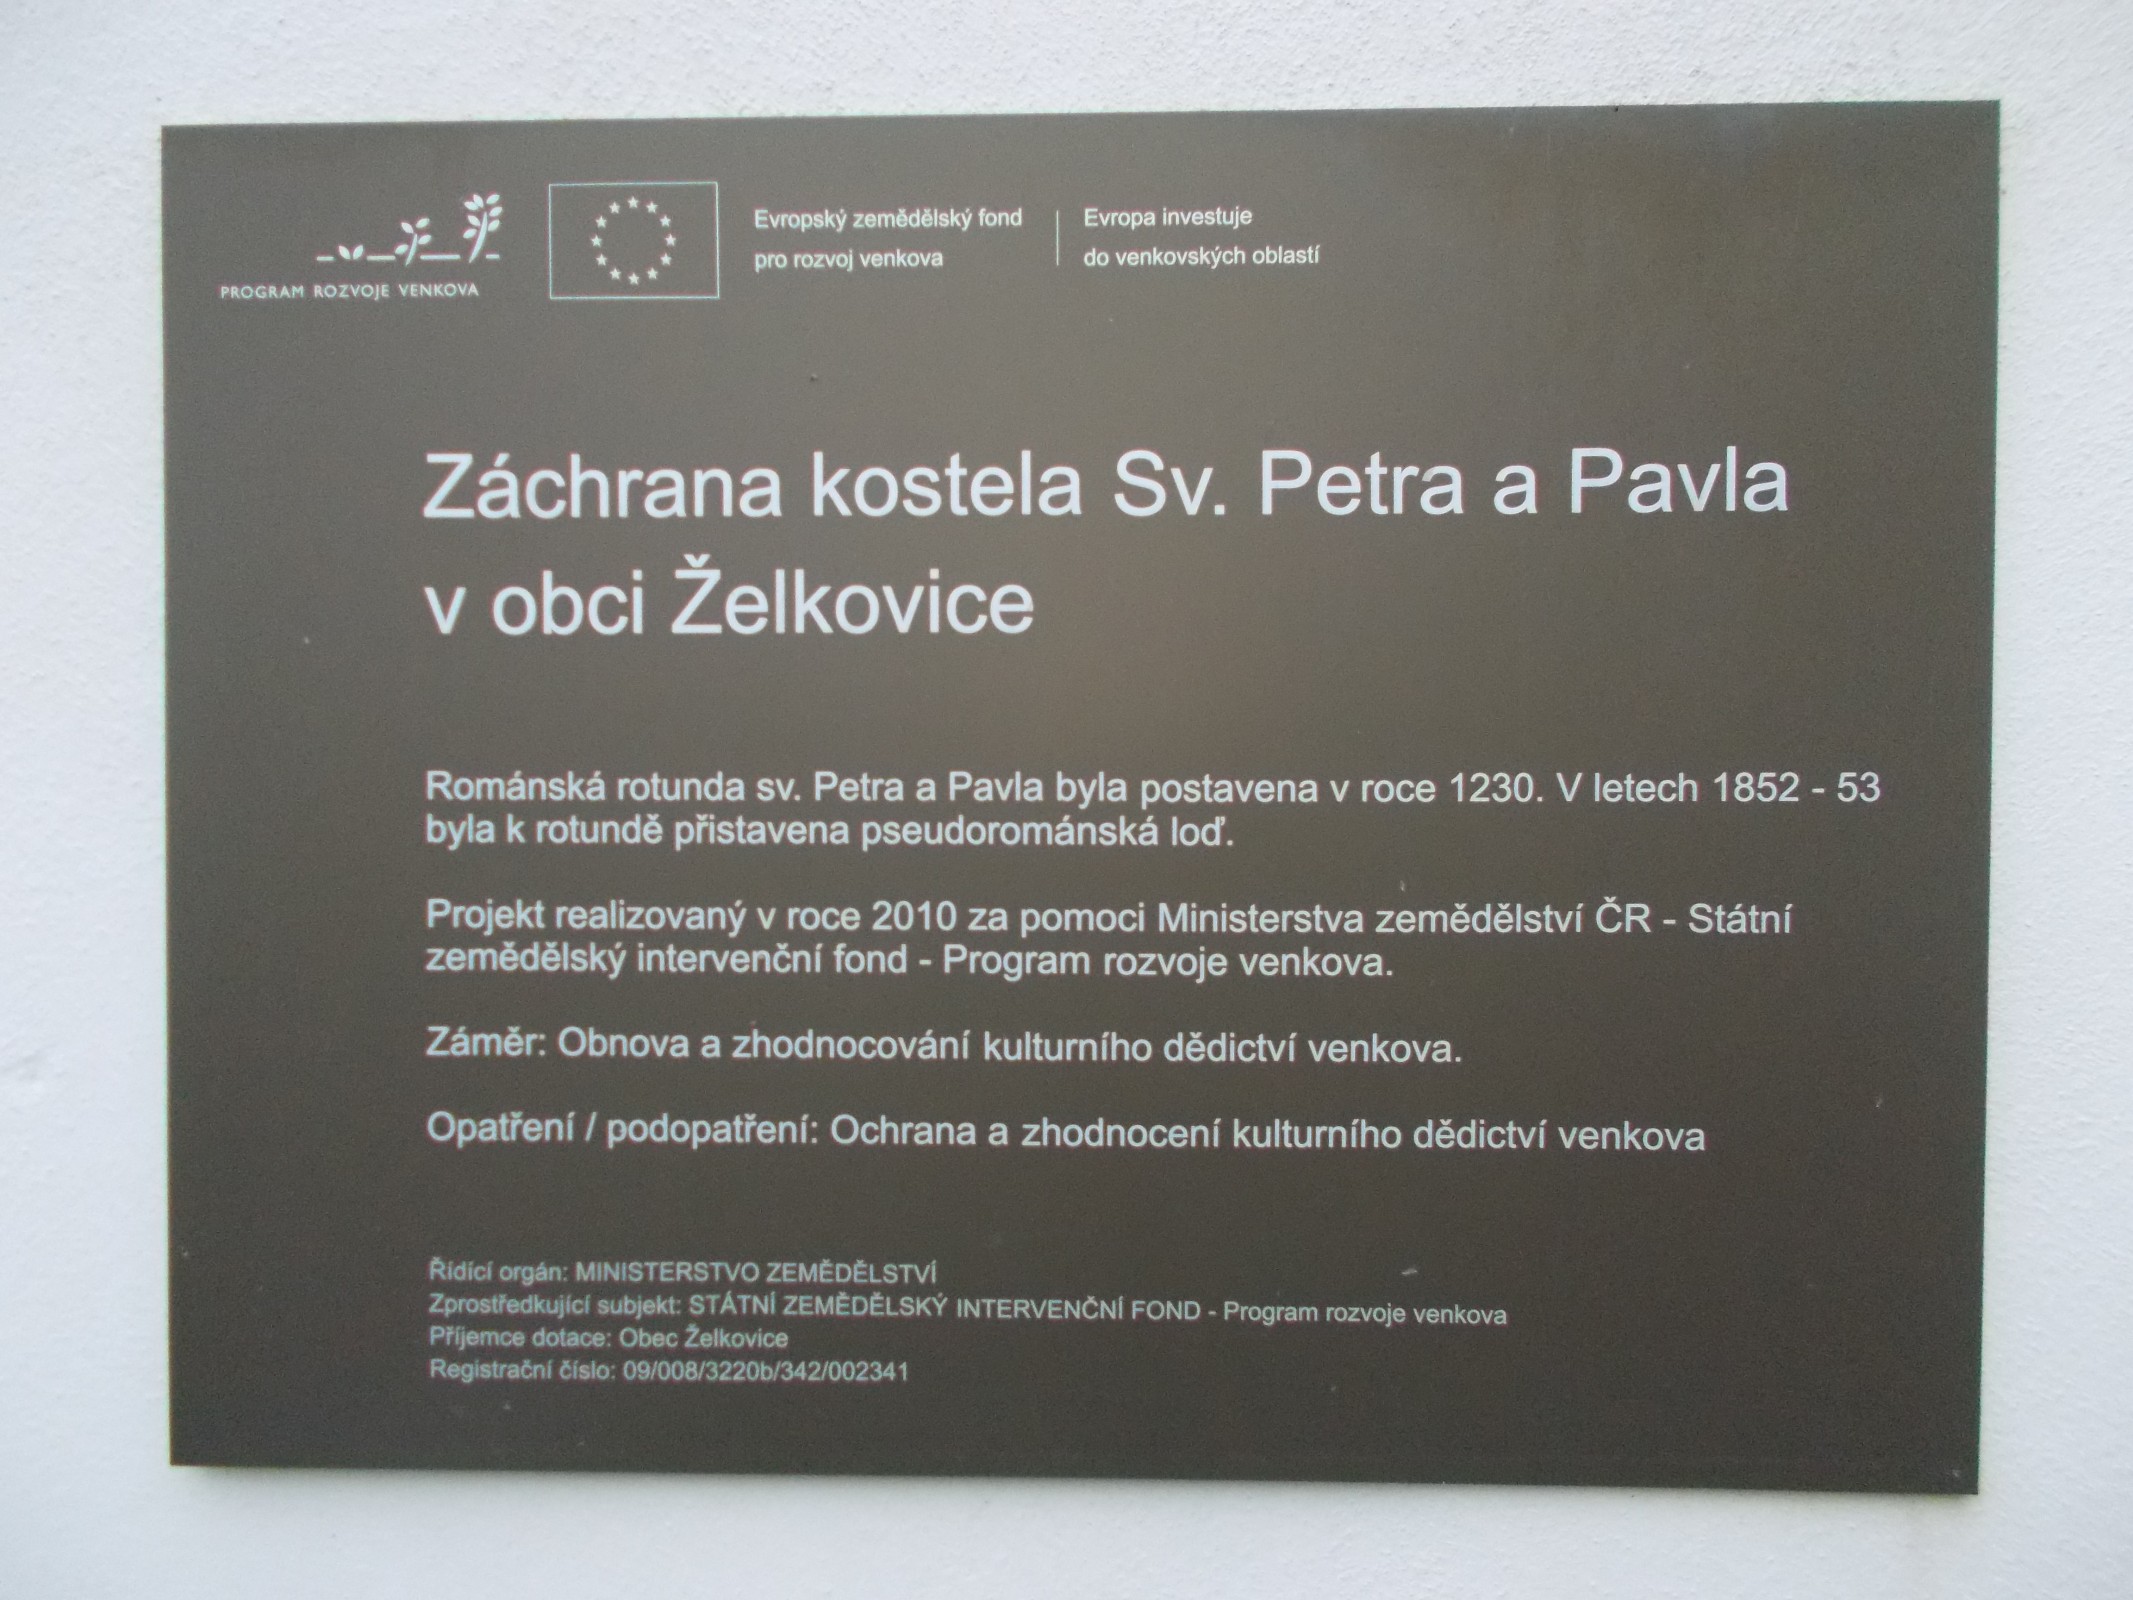 PROGRAM ROZVOJE VENKOVA
Evropský zemědělský fond
pro rozvoj venkova
Evropa investuje
do venkovských oblastí
Záchrana kostela Sv. Petra a Pavla
v obci Želkovice
Románská rotunda sv. Petra a Pavla byla postavena v roce 1230. V letech 1852 - 53
byla k rotundě přistavena pseudorománská loď.
Projekt realizovaný v roce 2010 za pomoci Ministerstva zemědělství ČR - Státní
zemědělský intervenční fond - Program rozvoje venkova.
Záměr: Obnova a zhodnocování kulturního dědictví venkova.
Opatření / podopatření: Ochrana a zhodnocení kulturního dědictví venkova
Řídící orgán: MINISTERSTVO ZEMĚDĚLSTVÍ
Zprostředkující subjekt: STÁTNÍ ZEMĚDĚLSKÝ INTERVENČNÍ FOND - Program rozvoje venkova
Příjemce dotace: Obec Želkovice
Registrační číslo: 09/008/3220b/342/002341